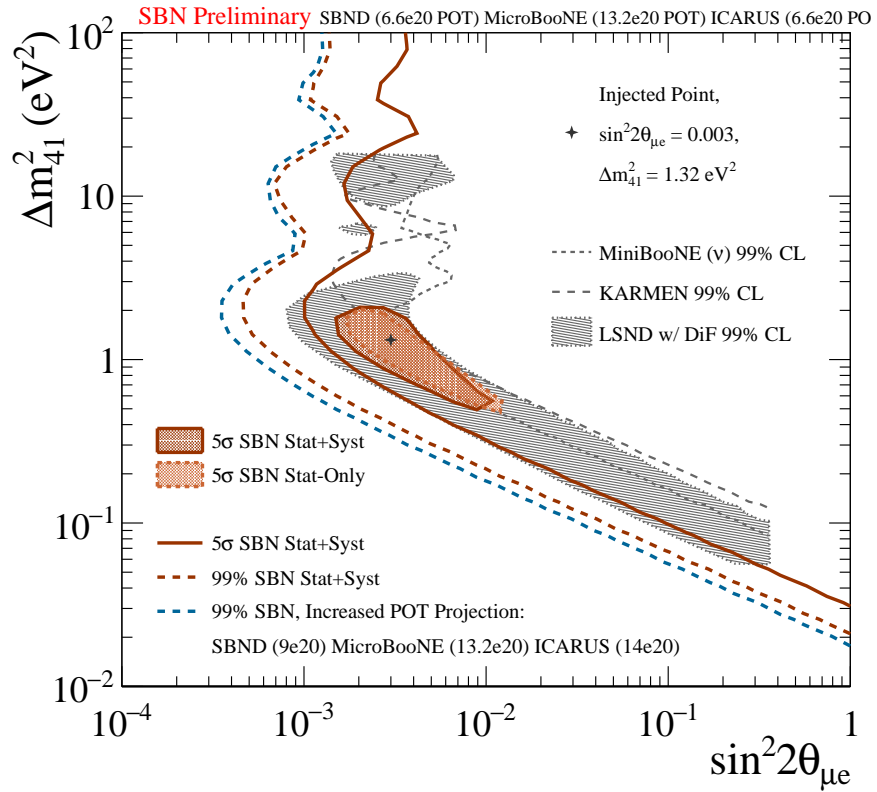 SBN Preliminary SBND (6.6e20 POT) MicroBooNE (13.2e20 POT) ICARUS (6.6e20 PO
Δm²₄₁ (eV²)
10²
10
1
10⁻¹
10⁻²
Injected Point,
sin²2θ_μe = 0.003,
Δm²₄₁ = 1.32 eV²
MiniBooNE (ν) 99% CL
KARMEN 99% CL
LSND w/ DiF 99% CL
5σ SBN Stat+Syst
5σ SBN Stat-Only
5σ SBN Stat+Syst
99% SBN Stat+Syst
99% SBN, Increased POT Projection:
SBND (9e20) MicroBooNE (13.2e20) ICARUS (14e20)
10⁻⁴ 10⁻³ 10⁻² 10⁻¹ 1
sin²2θ_μe